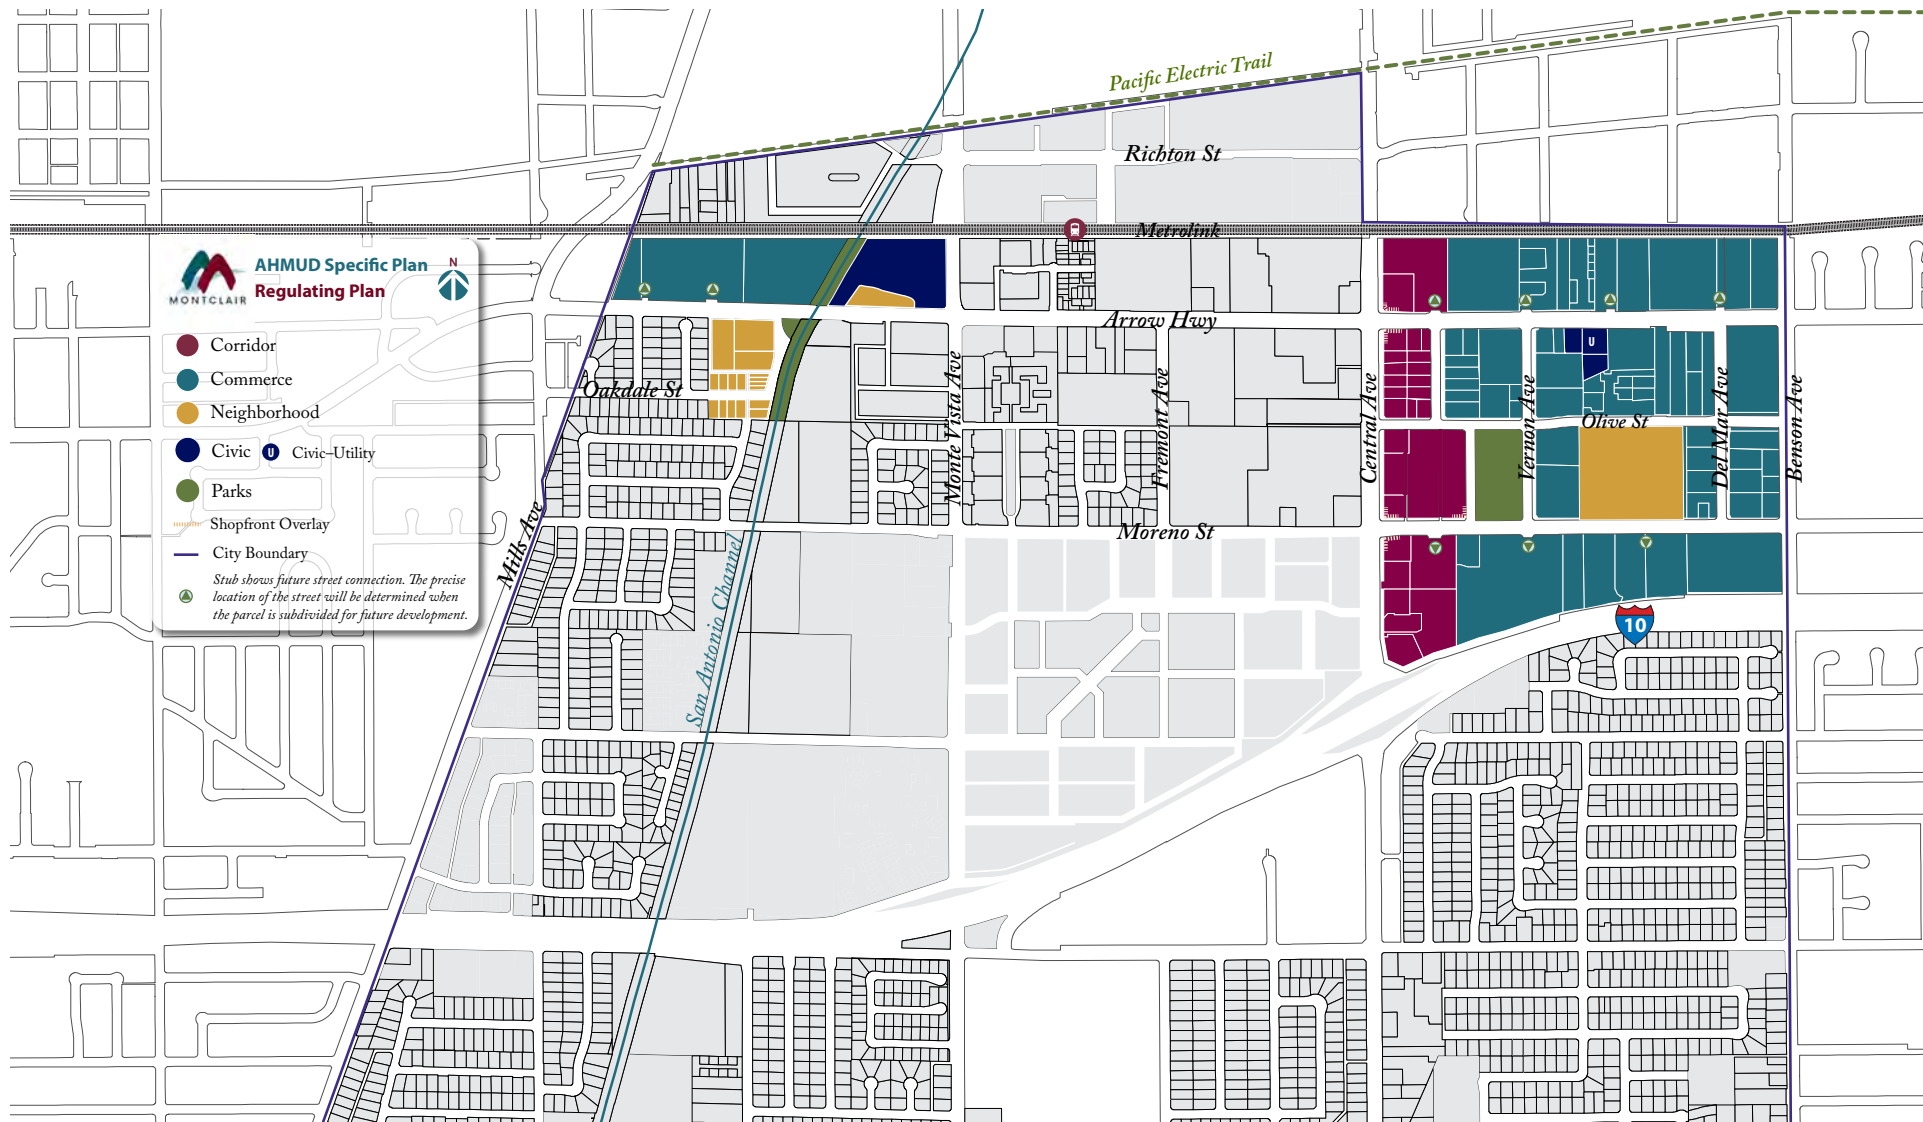 Pacific Electric Trail
Richton St
Metrolink
MONTCLAIR
AHMUD Specific Plan
Regulating Plan
N
Corridor
Commerce
Neighborhood
Civic
U
Civic–Utility
Parks
Shopfront Overlay
City Boundary
Stub shows future street connection. The precise
location of the street will be determined when
the parcel is subdivided for future development.
Arrow Hwy
U
Oakdale St
Monte Vista Ave
Fremont Ave
Central Ave
Vernon Ave
Olive St
Del Mar Ave
Benson Ave
Mills Ave
Moreno St
San Antonio Channel
10